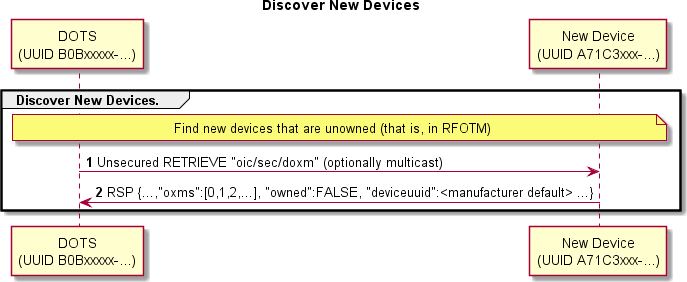 Discover New Devices
DOTS
(UUID B0Bxxxxx-...)
New Device
(UUID A71C3xxx-...)
Discover New Devices.
Find new devices that are unowned (that is, in RFOTM)
1 Unsecured RETRIEVE "oic/sec/doxm" (optionally multicast)
2 RSP {...,"oxms":[0,1,2,...], "owned":FALSE, "deviceuuid":<manufacturer default> ...}
DOTS
(UUID B0Bxxxxx-...)
New Device
(UUID A71C3xxx-...)